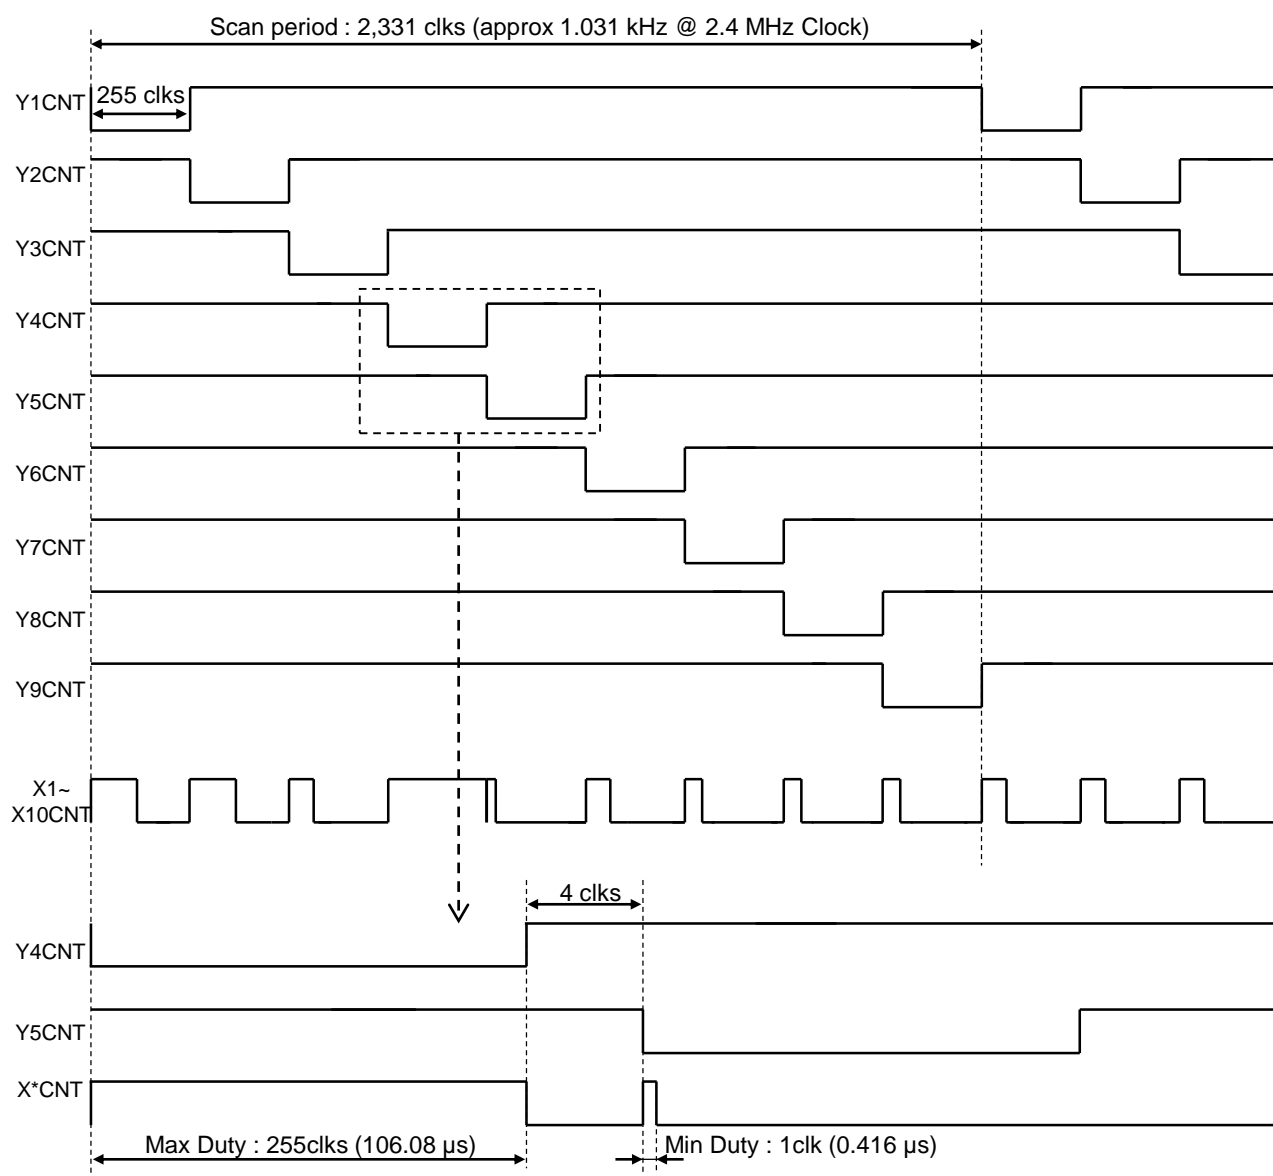 Scan period : 2,331 clks (approx 1.031 kHz @ 2.4 MHz Clock)
Y1CNT
255 clks
Y2CNT
Y3CNT
Y4CNT
Y5CNT
Y6CNT
Y7CNT
Y8CNT
Y9CNT
X1~
X10CNT
4 clks
Y4CNT
Y5CNT
X*CNT
Max Duty : 255clks (106.08 µs)
Min Duty : 1clk (0.416 µs)